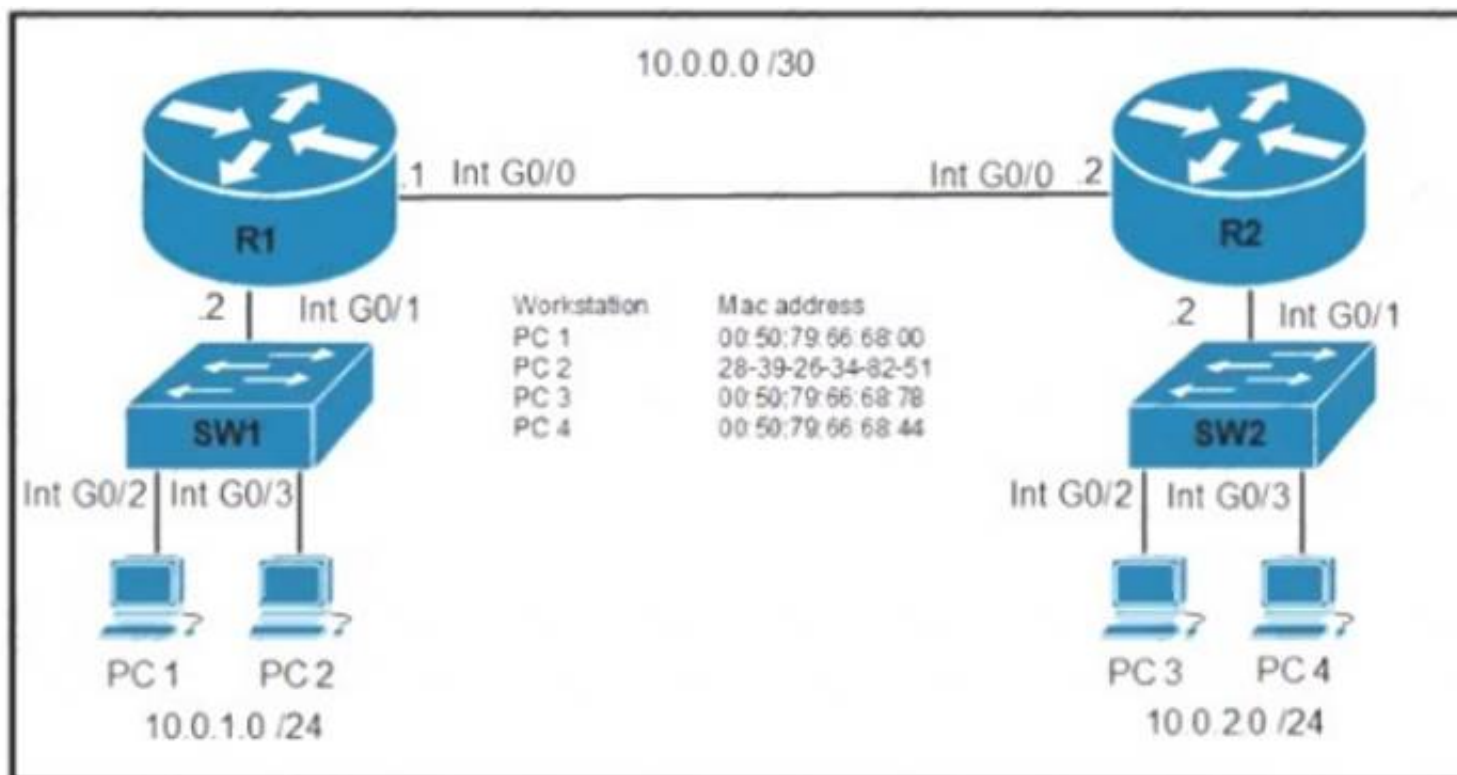 10.0.0.0 /30
.1 Int G0/0
Int G0/0 .2
R1
R2
.2 Int G0/1
.2 Int G0/1
Workstation Mac address
PC 1 00:50:79:66:68:00
PC 2 28-39-26-34-82-51
PC 3 00:50:79:66:68:78
PC 4 00:50:79:66:68:44
SW1
SW2
Int G0/2 Int G0/3
Int G0/2 Int G0/3
? ?
? ?
PC 1 PC 2
PC 3 PC 4
10.0.1.0 /24
10.0.2.0 /24